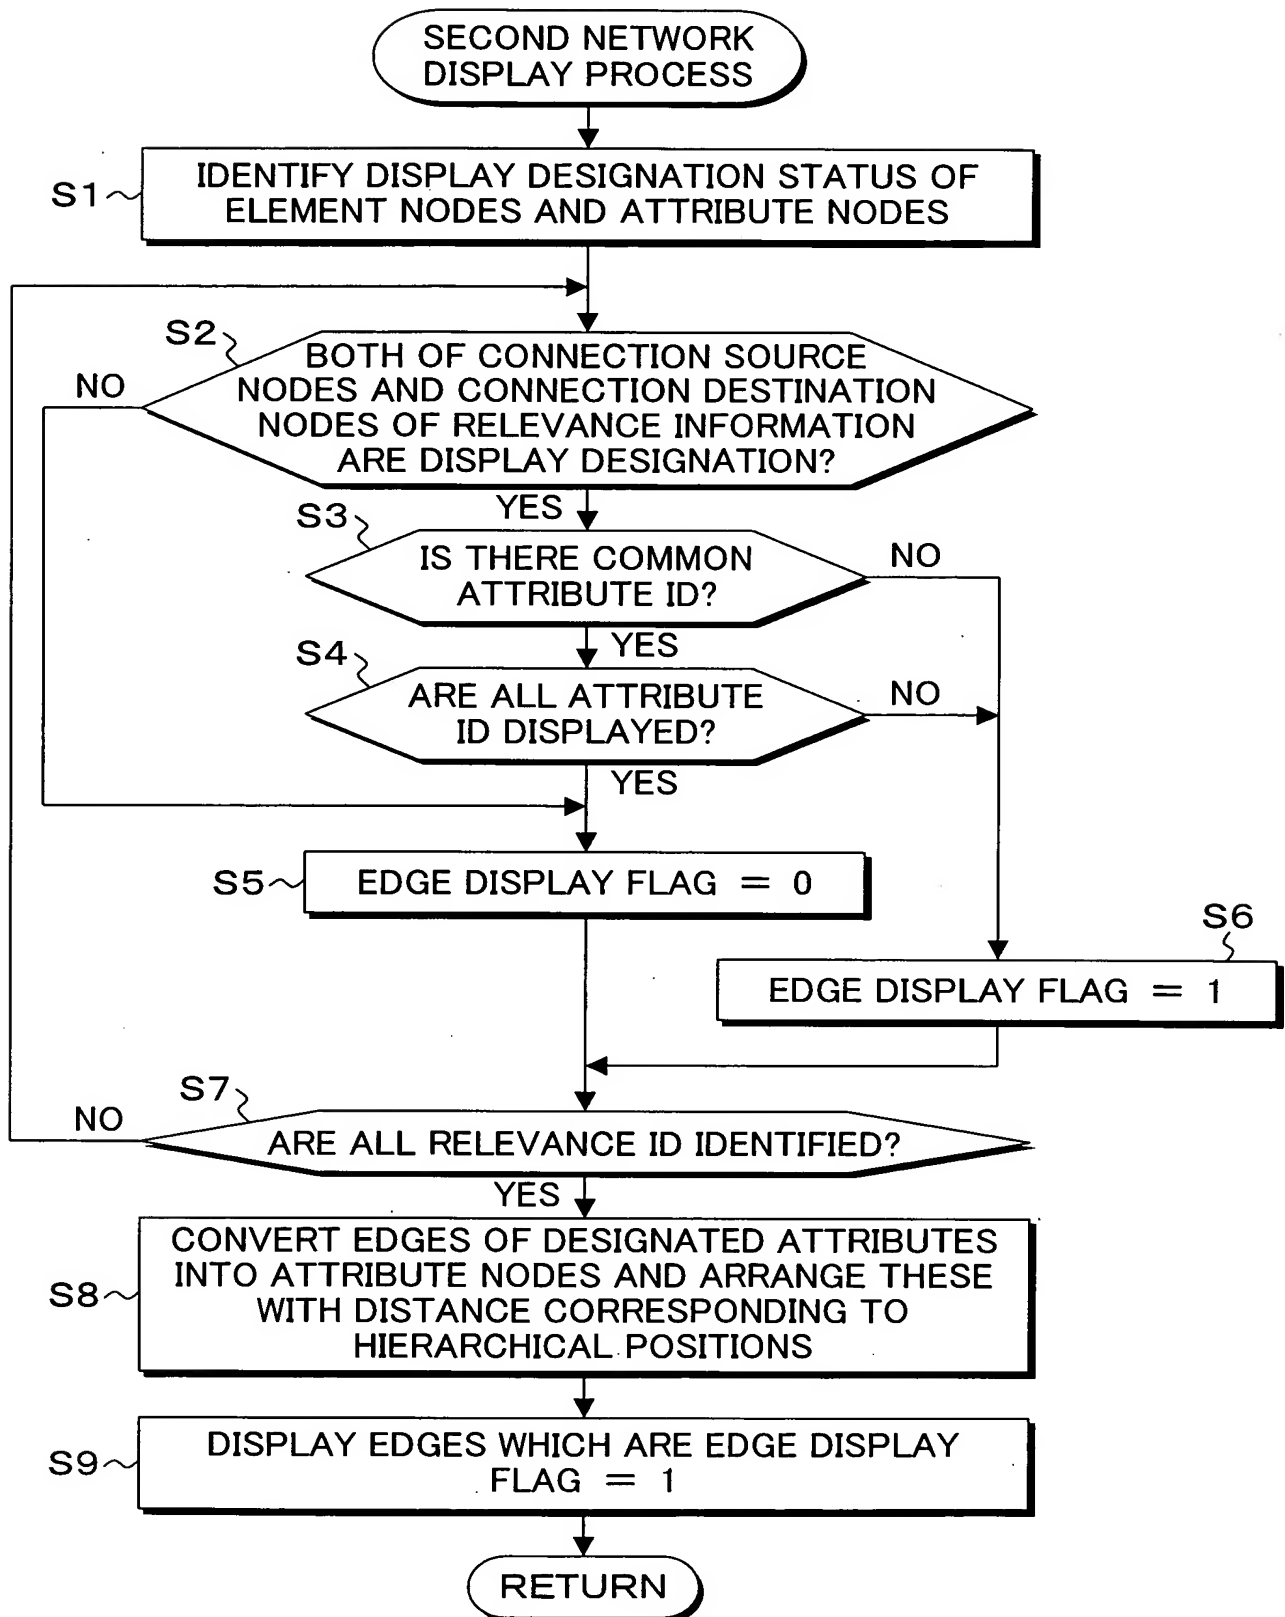 SECOND NETWORK
DISPLAY PROCESS
S1
IDENTIFY DISPLAY DESIGNATION STATUS OF
ELEMENT NODES AND ATTRIBUTE NODES
S2
NO
BOTH OF CONNECTION SOURCE
NODES AND CONNECTION DESTINATION
NODES OF RELEVANCE INFORMATION
ARE DISPLAY DESIGNATION?
YES
S3
IS THERE COMMON
ATTRIBUTE ID?
NO
YES
S4
ARE ALL ATTRIBUTE
ID DISPLAYED?
NO
YES
S5
EDGE DISPLAY FLAG = 0
S6
EDGE DISPLAY FLAG = 1
S7
NO
ARE ALL RELEVANCE ID IDENTIFIED?
YES
S8
CONVERT EDGES OF DESIGNATED ATTRIBUTES
INTO ATTRIBUTE NODES AND ARRANGE THESE
WITH DISTANCE CORRESPONDING TO
HIERARCHICAL POSITIONS
S9
DISPLAY EDGES WHICH ARE EDGE DISPLAY
FLAG = 1
RETURN